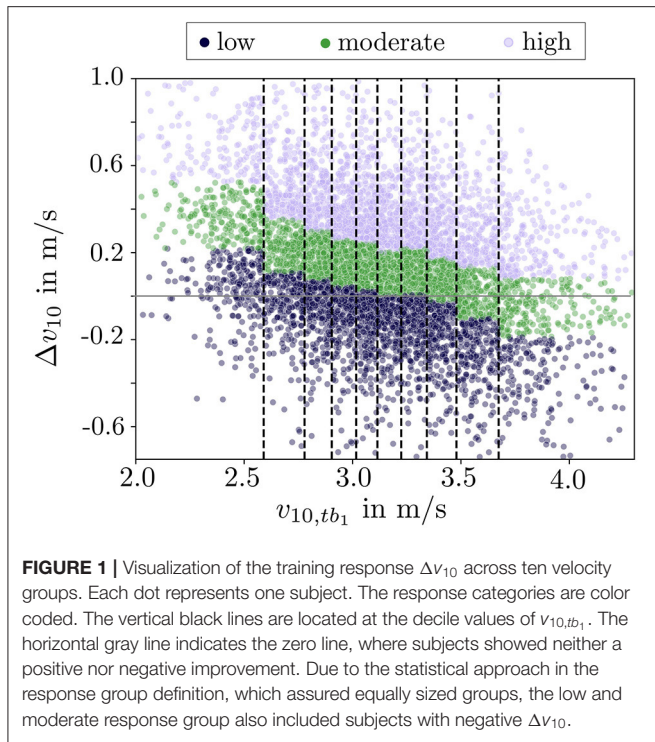 low moderate high
1.0
0.6
0.2
-0.2
-0.6
Δv10 in m/s
2.0 2.5 3.0 3.5 4.0
v10,tb1 in m/s
FIGURE 1 | Visualization of the training response Δv10 across ten velocity
groups. Each dot represents one subject. The response categories are color
coded. The vertical black lines are located at the decile values of v10,tb1. The
horizontal gray line indicates the zero line, where subjects showed neither a
positive nor negative improvement. Due to the statistical approach in the
response group definition, which assured equally sized groups, the low and
moderate response group also included subjects with negative Δv10.